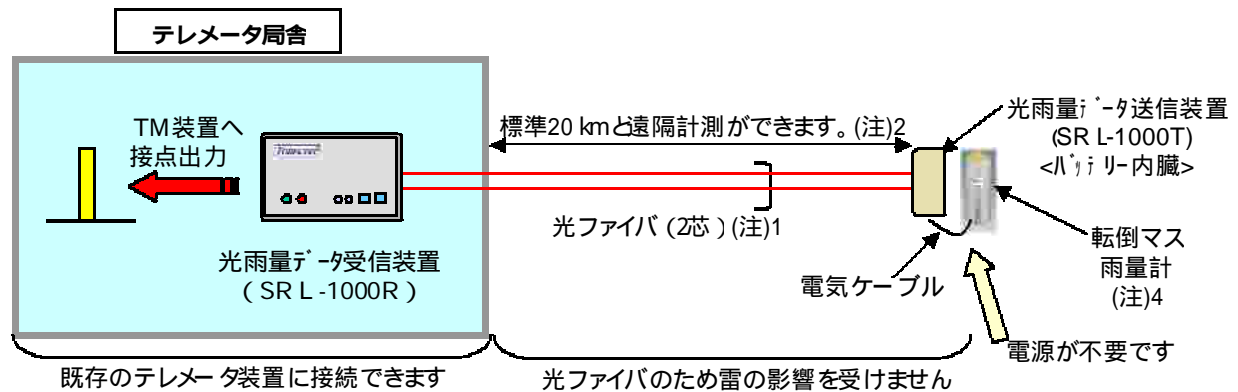 テレメータ局舎
TM装置へ
接点出力
光雨量データ受信装置
(SRL-1000R)
標準20 kmと遠隔計測ができます。(注)2
光ファイバ(2芯)(注)1
光雨量データ送信装置
(SRL-1000T)
<バッテリー内臓>
電気ケーブル
転倒マス
雨量計
(注)4
電源が不要です
既存のテレメータ装置に接続できます
光ファイバのため雷の影響を受けません